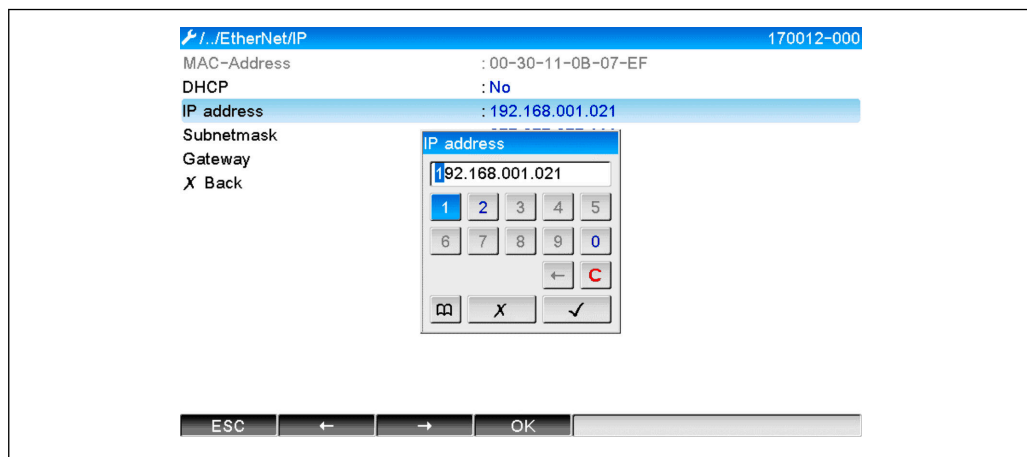 /../EtherNet/IP 170012-000
MAC-Address : 00-30-11-0B-07-EF
DHCP : No
IP address : 192.168.001.021
Subnetmask
Gateway
X Back
IP address
192.168.001.021
1 2 3 4 5
6 7 8 9 0
← C
X ✓
ESC ← → OK